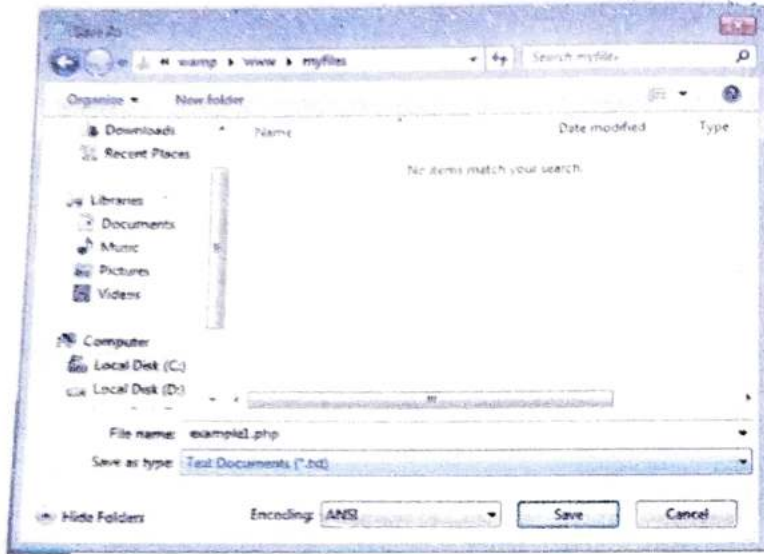 Save As
« wamp ▸ www ▸ myfiles
Search myfiles
Organize
New folder
Name
Date modified
Type
Downloads
Recent Places
No items match your search.
Libraries
Documents
Music
Pictures
Videos
Computer
Local Disk (C:)
Local Disk (D:)
File name: example1.php
Save as type: Text Documents (*.txt)
Hide Folders
Encoding: ANSI
Save
Cancel